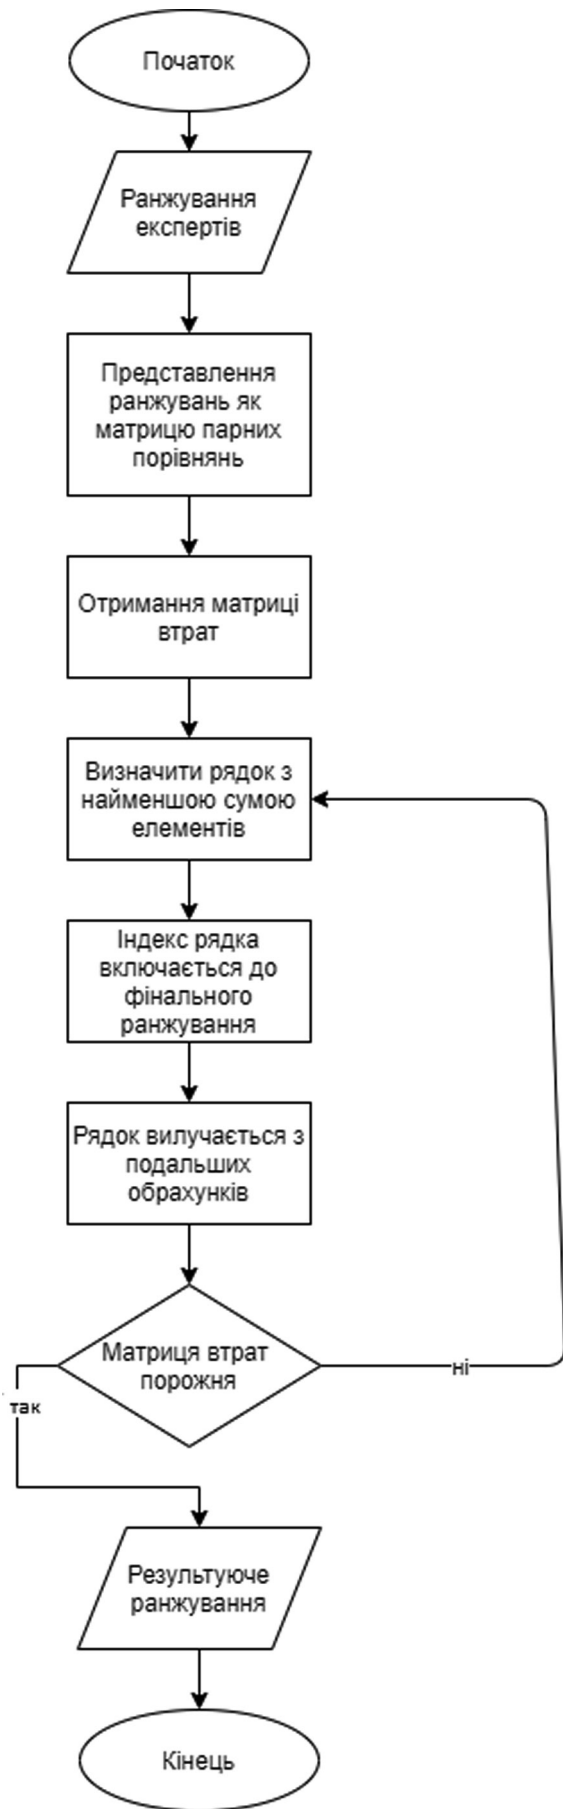 Початок
Ранжування
експертів
Представлення
ранжувань як
матрицю парних
порівнянь
Отримання матриці
втрат
Визначити рядок з
найменшою сумою
елементів
Індекс рядка
включається до
фінального
ранжування
Рядок вилучається з
подальших
обрахунків
Матриця втрат
порожня
ні
так
Результуюче
ранжування
Кінець